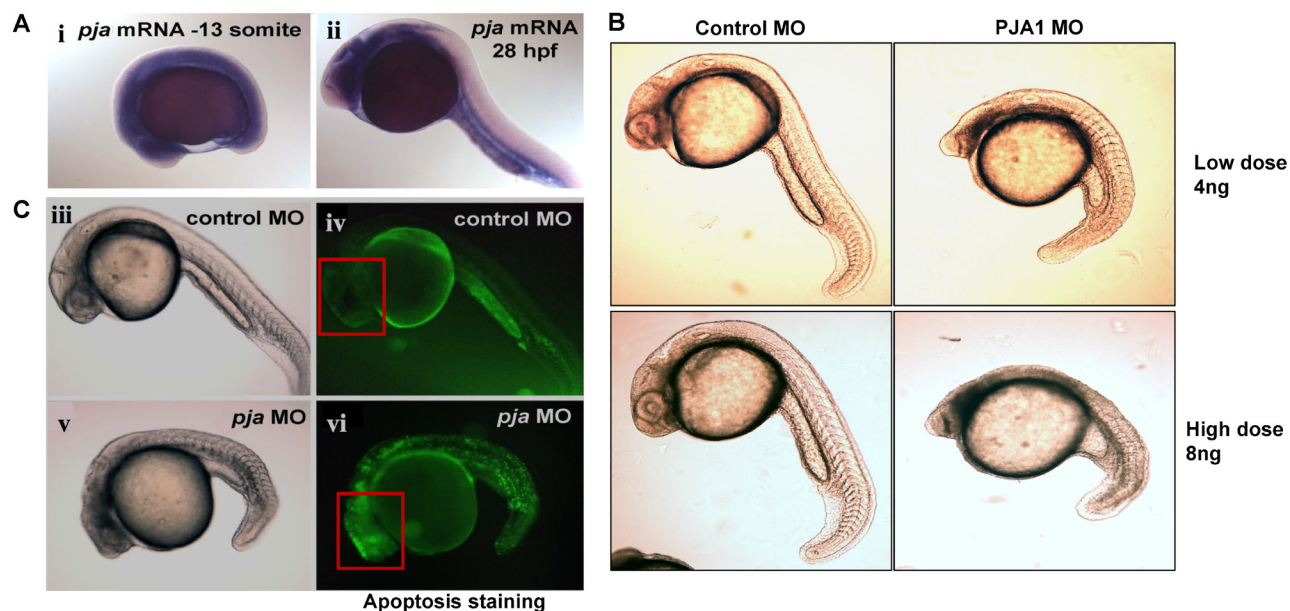 A
i
pja mRNA -13 somite
ii
pja mRNA
28 hpf
B
Control MO
PJA1 MO
Low dose
4ng
High dose
8ng
C
iii
control MO
iv
control MO
v
pja MO
vi
pja MO
Apoptosis staining